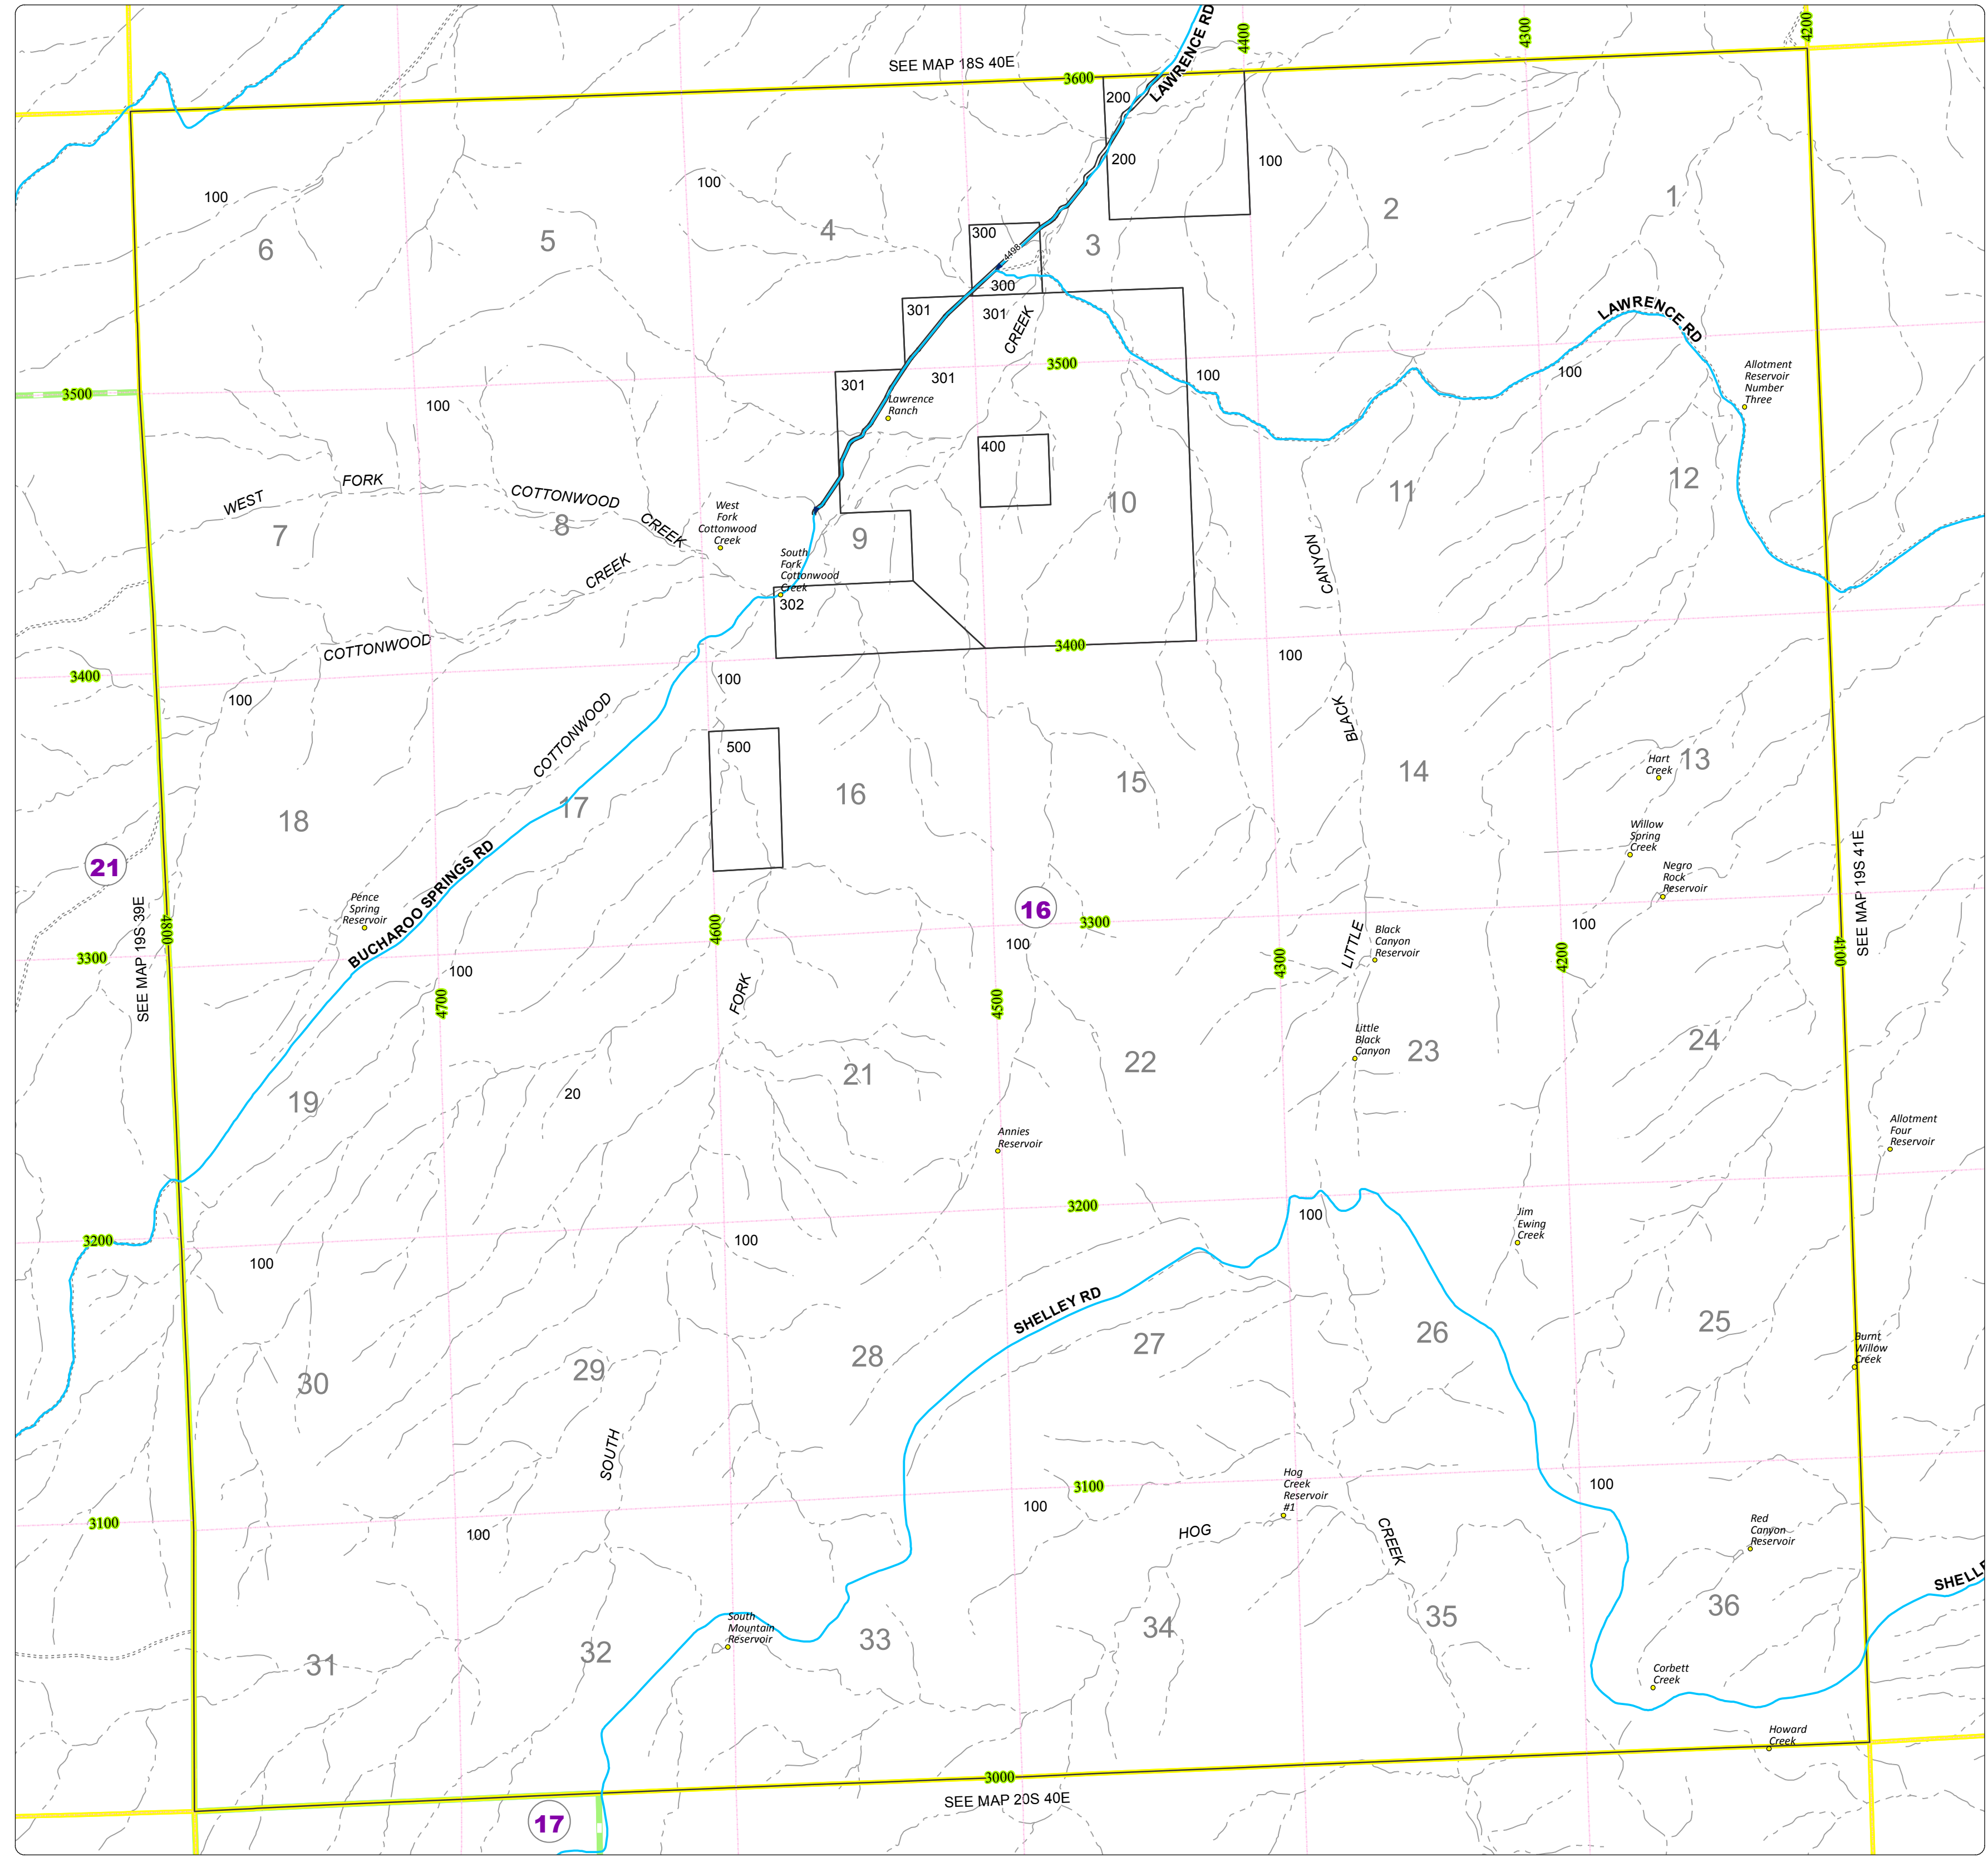 LAWRENCE RD
4400
4300
4200
SEE MAP 18S 40E
3600
200
200
100
100
100
1
2
3
4
5
6
300
4498
300
301
301
CREEK
LAWRENCE RD
3500
3500
301
301
100
100
100
Allotment
Reservoir
Number
Three
Lawrence
Ranch
400
WEST
FORK
COTTONWOOD
CREEK
West
Fork
Cottonwood
Creek
7
8
9
10
11
12
South
Fork
Cottonwood
Creek
302
CREEK
COTTONWOOD
CANYON
3400
3400
100
100
100
COTTONWOOD
BLACK
500
18
17
16
15
14
13
Hart
Creek
Willow
Spring
Creek
Negro
Rock
Reservoir
21
SEE MAP 19S 39E
4800
Pence
Spring
Reservoir
BUCHAROO SPRINGS RD
16
3300
3300
4600
4700
4500
4300
4200
4100
SEE MAP 19S 41E
100
100
100
LITTLE
Black
Canyon
Reservoir
FORK
Little
Black
Canyon
19
20
21
22
23
24
Annies
Reservoir
Allotment
Four
Reservoir
3200
3200
100
100
100
Jim
Ewing
Creek
SHELLEY RD
30
29
28
27
26
25
Burnt
Willow
Creek
SOUTH
3100
3100
100
100
100
Hog
Creek
Reservoir
#1
HOG
CREEK
Red
Canyon
Reservoir
SHELLE
31
32
33
34
35
36
South
Mountain
Reservoir
Corbett
Creek
Howard
Creek
3000
SEE MAP 20S 40E
17